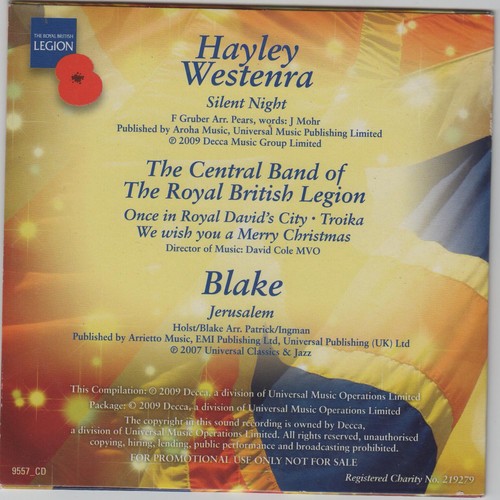 THE ROYAL BRITISH
LEGION
Hayley
Westenra
Silent Night
F Gruber Arr. Pears, words: J Mohr
Published by Aroha Music, Universal Music Publishing Limited
℗ 2009 Decca Music Group Limited
The Central Band of
The Royal British Legion
Once in Royal David's City · Troika
We wish you a Merry Christmas
Director of Music: David Cole MVO
Blake
Jerusalem
Holst/Blake Arr. Patrick/Ingman
Published by Arrietto Music, EMI Publishing Ltd, Universal Publishing (UK) Ltd
℗ 2007 Universal Classics & Jazz
This Compilation: ℗ 2009 Decca, a division of Universal Music Operations Limited
Package: © 2009 Decca, a division of Universal Music Operations Limited
The copyright in this sound recording is owned by Decca,
a division of Universal Music Operations Ltd. All rights reserved, unauthorised
copying, hiring, lending, public performance and broadcasting prohibited.
FOR PROMOTIONAL USE ONLY NOT FOR SALE
9557_CD
Registered Charity No. 219279